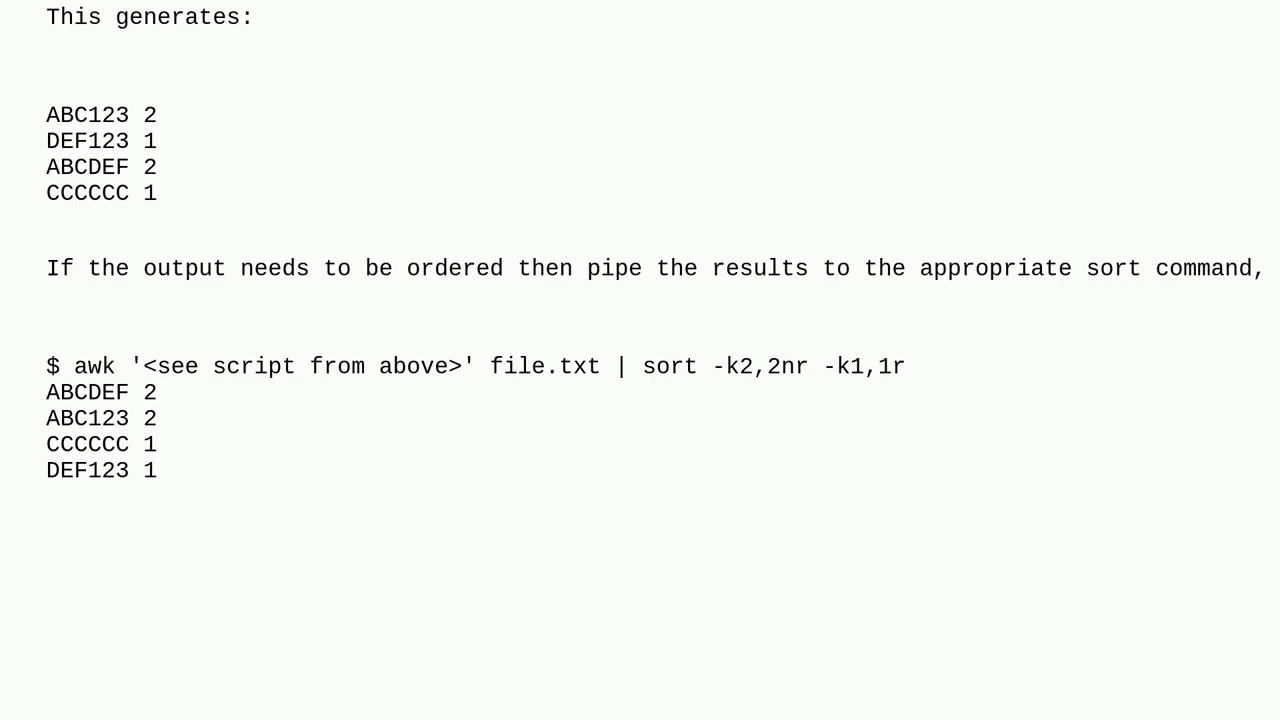 This generates:
ABC123 2
DEF123 1
ABCDEF 2
CCCCCC 1
If the output needs to be ordered then pipe the results to the appropriate sort command,
$ awk '<see script from above>' file.txt | sort -k2,2nr -k1,1r
ABCDEF 2
ABC123 2
CCCCCC 1
DEF123 1